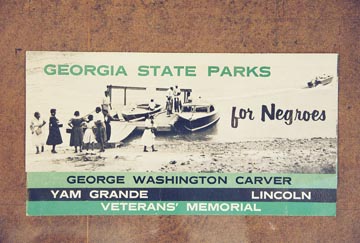 GEORGIA STATE PARKS
for Negroes
GEORGE WASHINGTON CARVER
YAM GRANDE LINCOLN
VETERANS' MEMORIAL